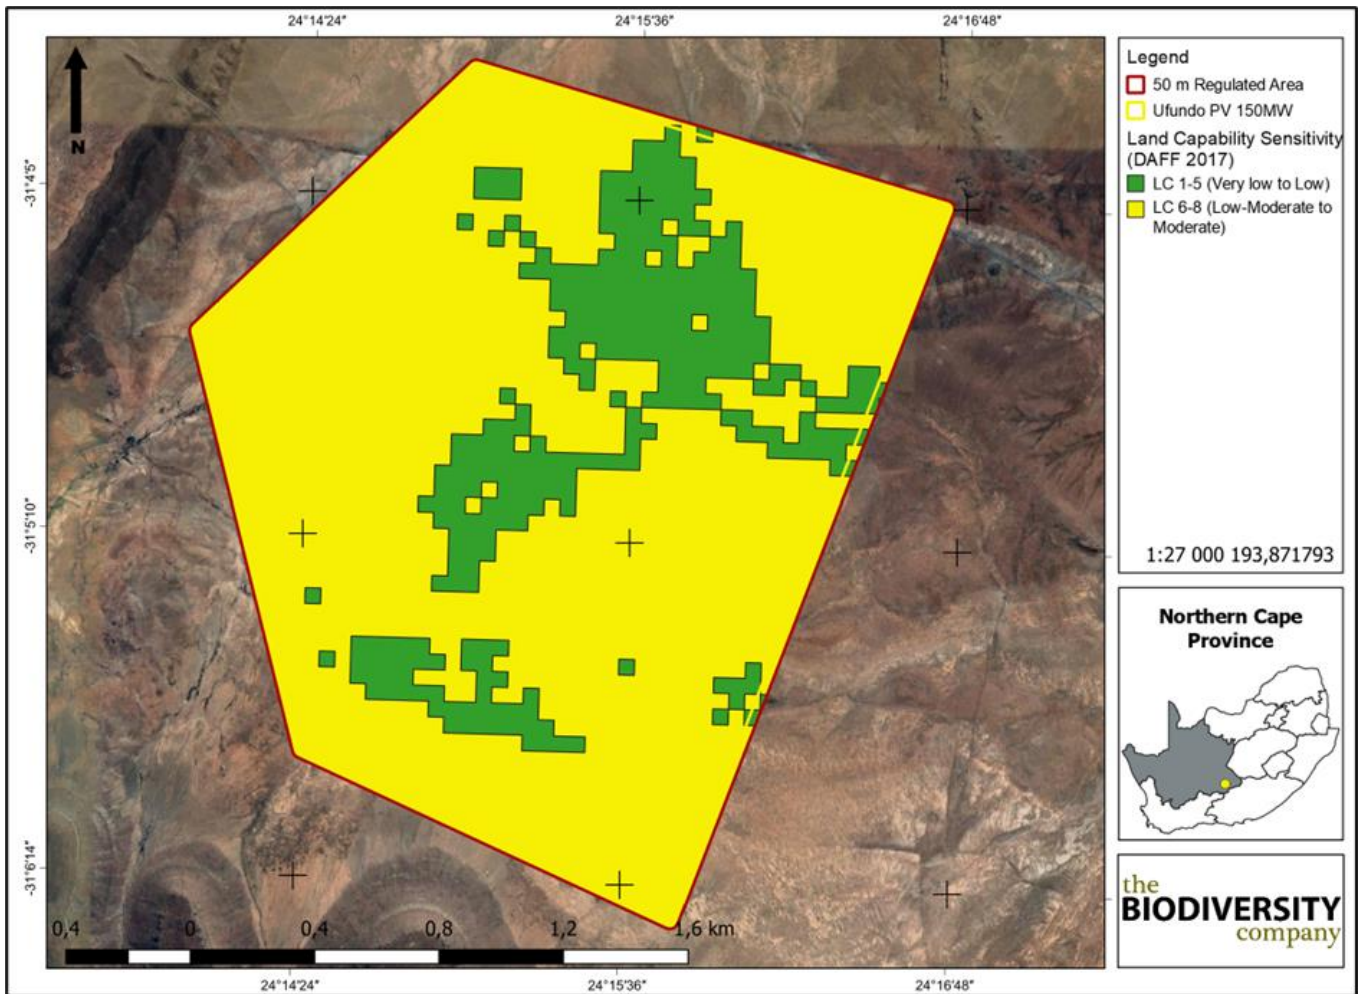 24°14'24" 24°15'36" 24°16'48"
N
-31°4'5"
-31°5'10"
-31°6'14"
0,4 0 0,4 0,8 1,2 1,6 km
24°14'24" 24°15'36" 24°16'48"
Legend
50 m Regulated Area
Ufundo PV 150MW
Land Capability Sensitivity
(DAFF 2017)
LC 1-5 (Very low to Low)
LC 6-8 (Low-Moderate to
Moderate)
1:27 000 193,871793
Northern Cape
Province
the
BIODIVERSITY
company